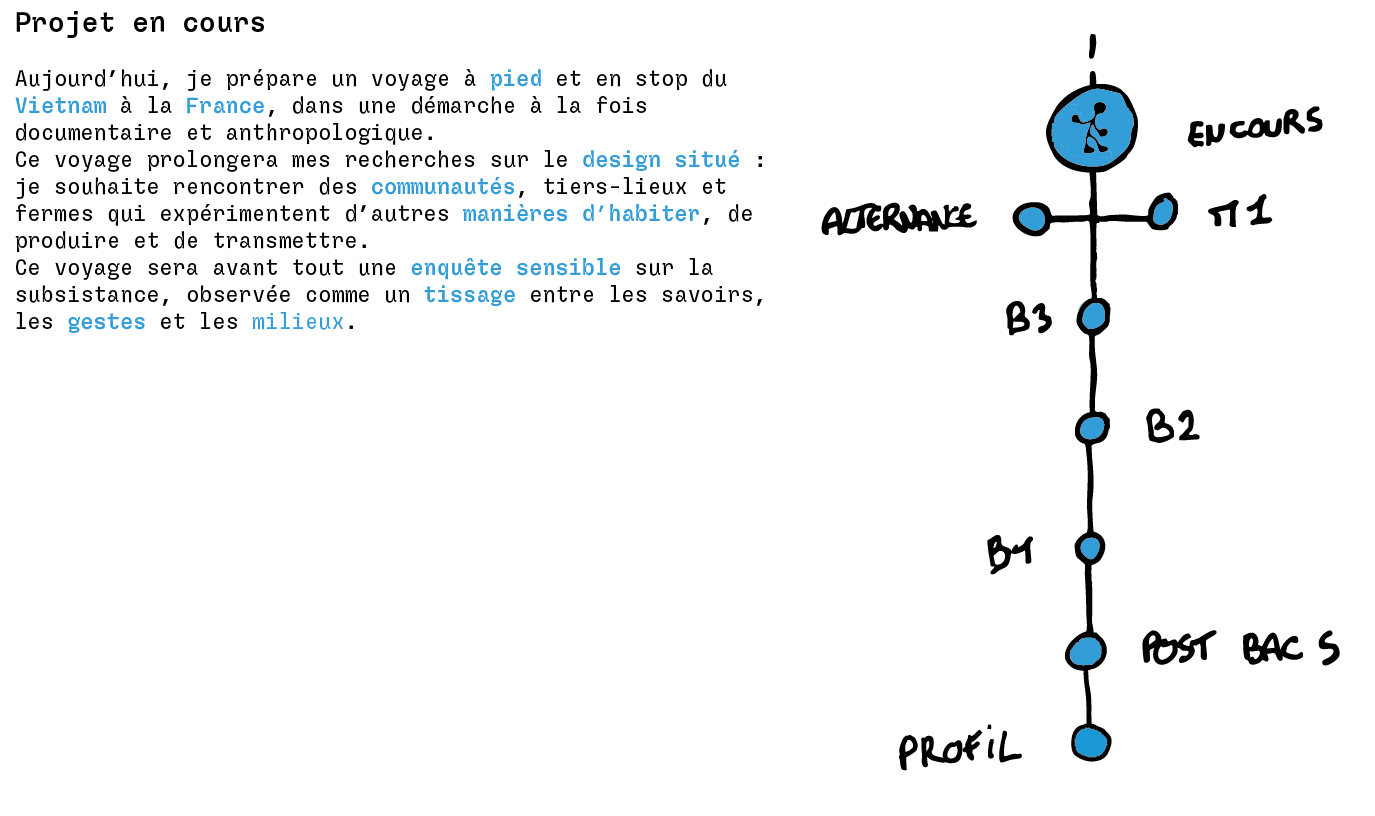 Projet en cours
Aujourd’hui, je prépare un voyage à pied et en stop du
Vietnam à la France, dans une démarche à la fois
documentaire et anthropologique.
Ce voyage prolongera mes recherches sur le design situé :
je souhaite rencontrer des communautés, tiers-lieux et
fermes qui expérimentent d’autres manières d’habiter, de
produire et de transmettre.
Ce voyage sera avant tout une enquête sensible sur la
subsistance, observée comme un tissage entre les savoirs,
les gestes et les milieux.
EN COURS
ALTERNANCE
M1
B3
B2
B1
POST BAC S
PROFiL